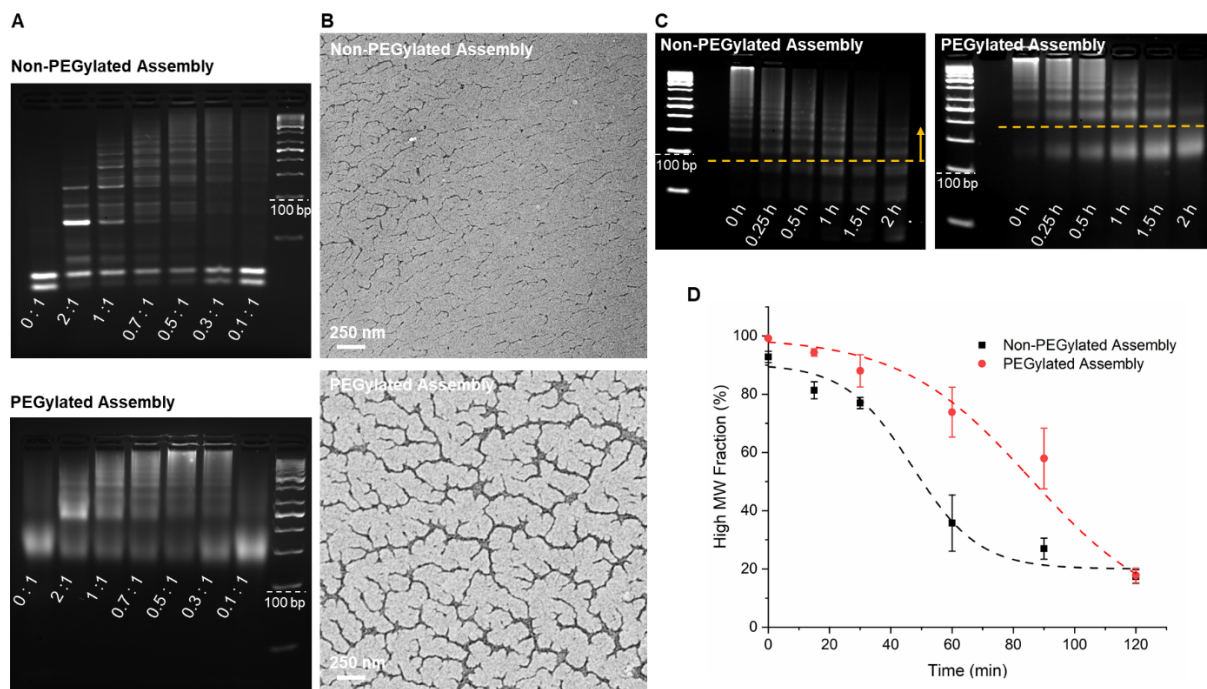 A
Non-PEGylated Assembly
100 bp
0 : 1
2 : 1
1 : 1
0.7 : 1
0.5 : 1
0.3 : 1
0.1 : 1
PEGylated Assembly
0 : 1
2 : 1
1 : 1
0.7 : 1
0.5 : 1
0.3 : 1
0.1 : 1
100 bp
B
Non-PEGylated Assembly
250 nm
PEGylated Assembly
250 nm
C
Non-PEGylated Assembly
100 bp
0 h
0.25 h
0.5 h
1 h
1.5 h
2 h
PEGylated Assembly
100 bp
0 h
0.25 h
0.5 h
1 h
1.5 h
2 h
D
High MW Fraction (%)
100
80
60
40
20
0
Non-PEGylated Assembly
PEGylated Assembly
0 20 40 60 80 100 120
Time (min)